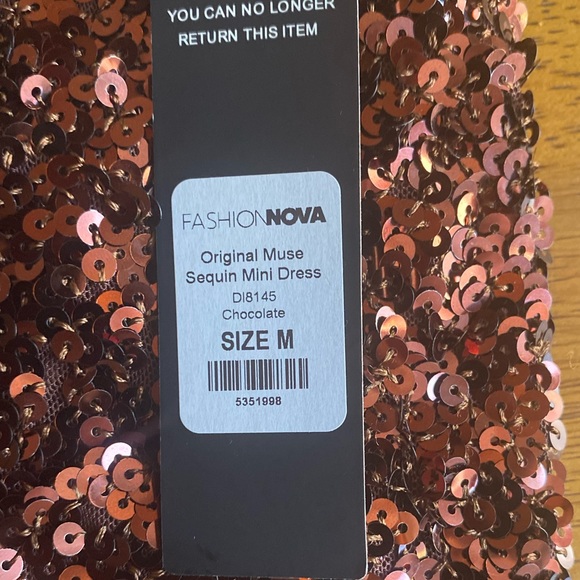 YOU CAN NO LONGER
RETURN THIS ITEM
FASHIONNOVA
Original Muse
Sequin Mini Dress
DI8145
Chocolate
SIZE M
5351998